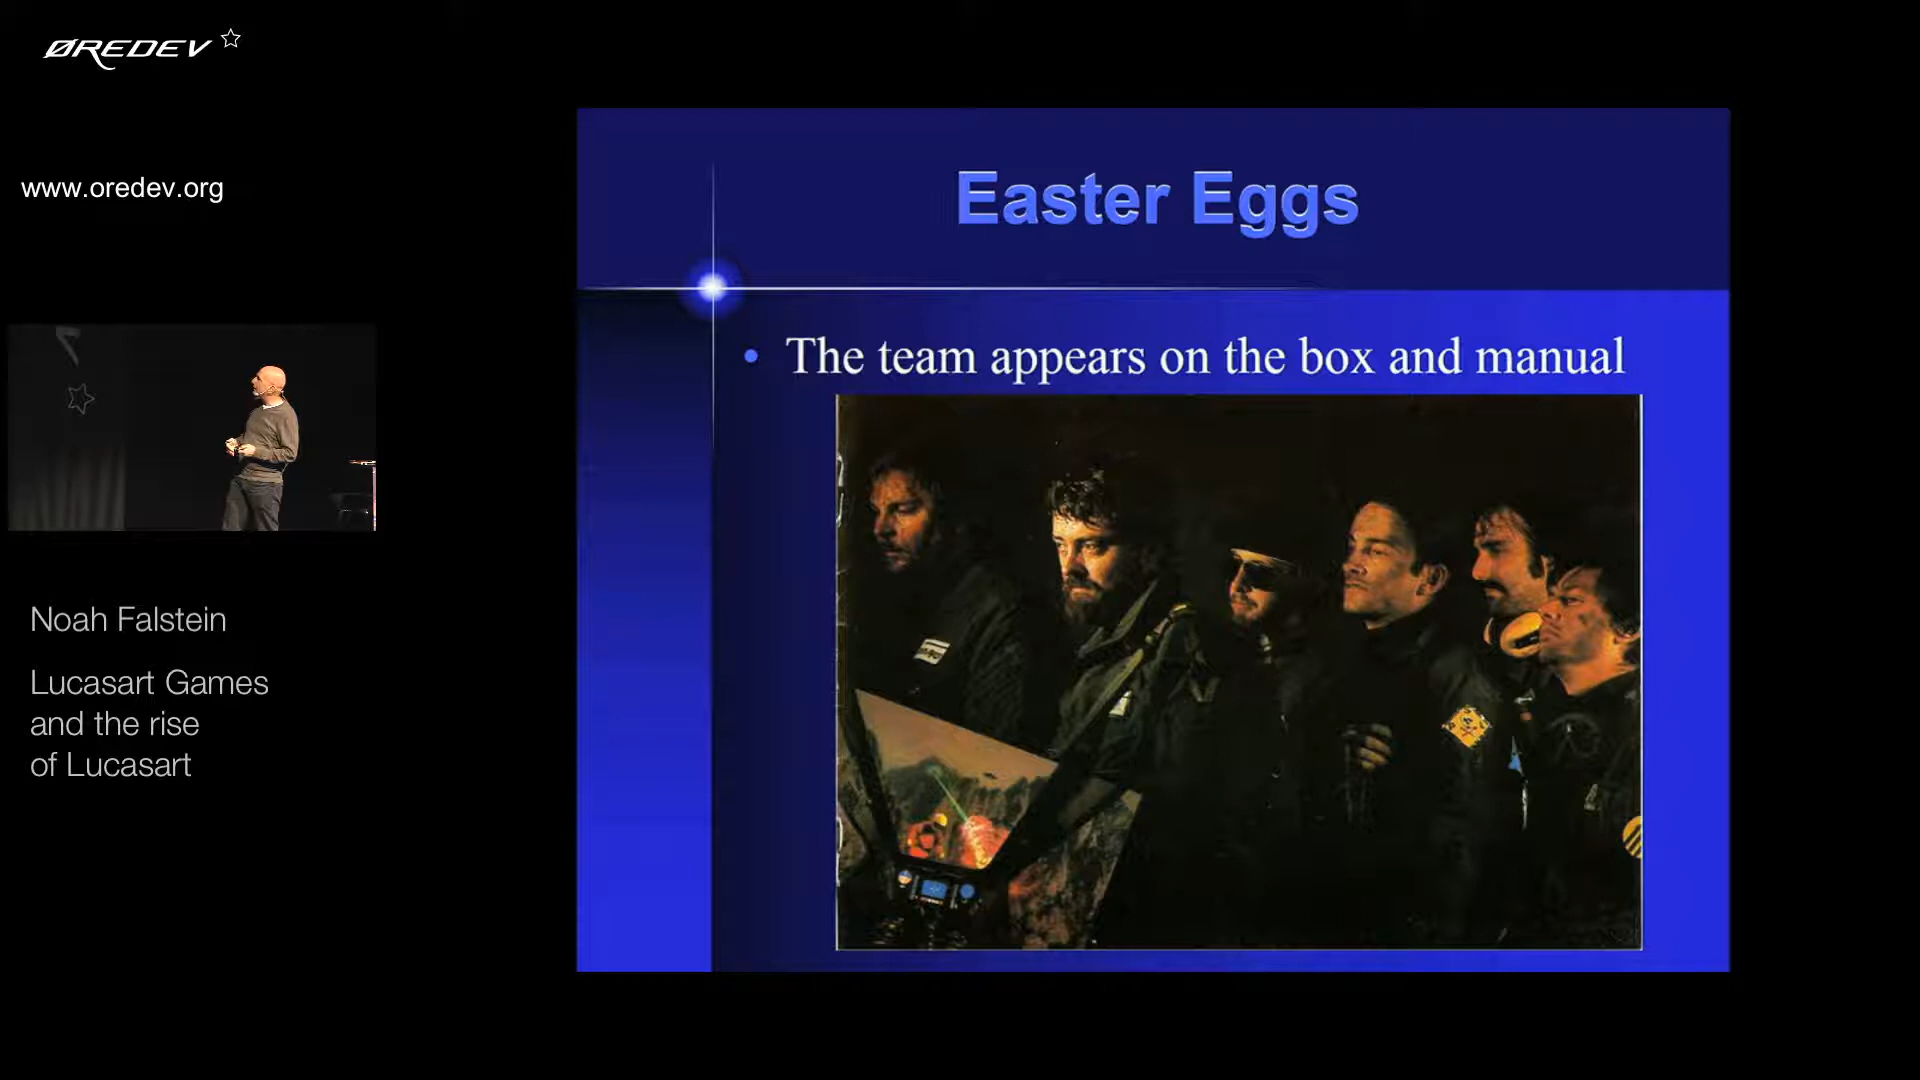 ØREDEV
www.oredev.org
Easter Eggs
• The team appears on the box and manual
Noah Falstein
Lucasart Games
and the rise
of Lucasart